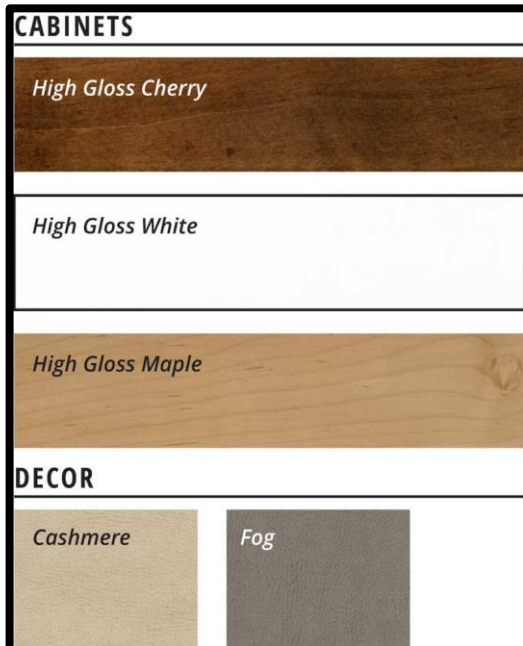 CABINETS
High Gloss Cherry
High Gloss White
High Gloss Maple
DECOR
Cashmere Fog